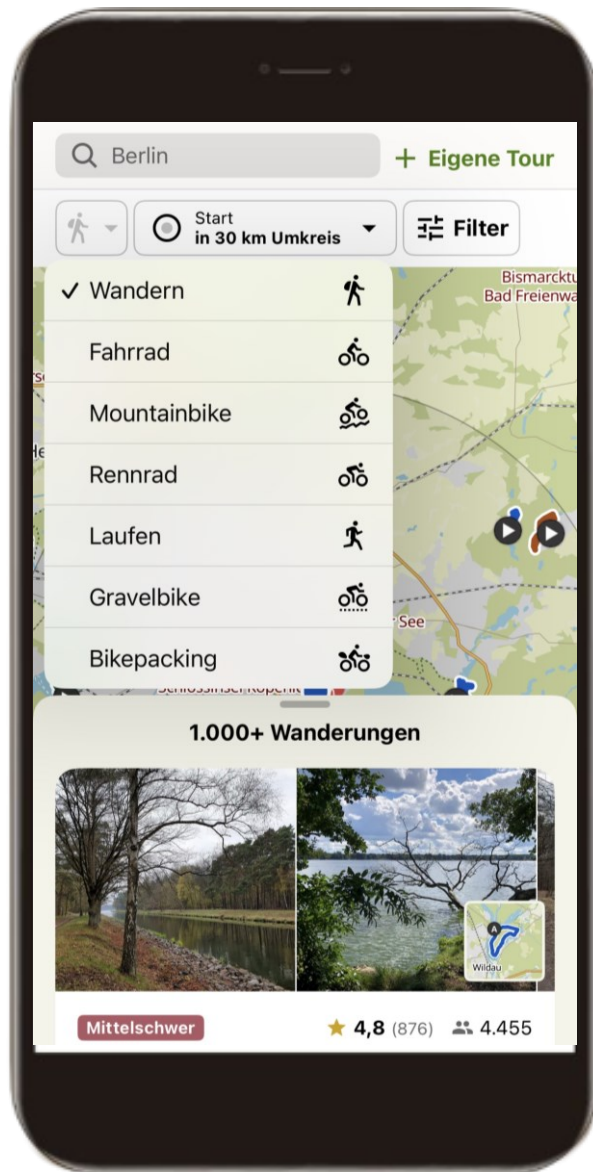 Berlin
+ Eigene Tour
Start
in 30 km Umkreis
Filter
Bismarcktu
Bad Freienwa
✓ Wandern
Fahrrad
Mountainbike
Rennrad
Laufen
Gravelbike
Bikepacking
See
1.000+ Wanderungen
A
Wildau
Mittelschwer
4,8 (876) 4.455